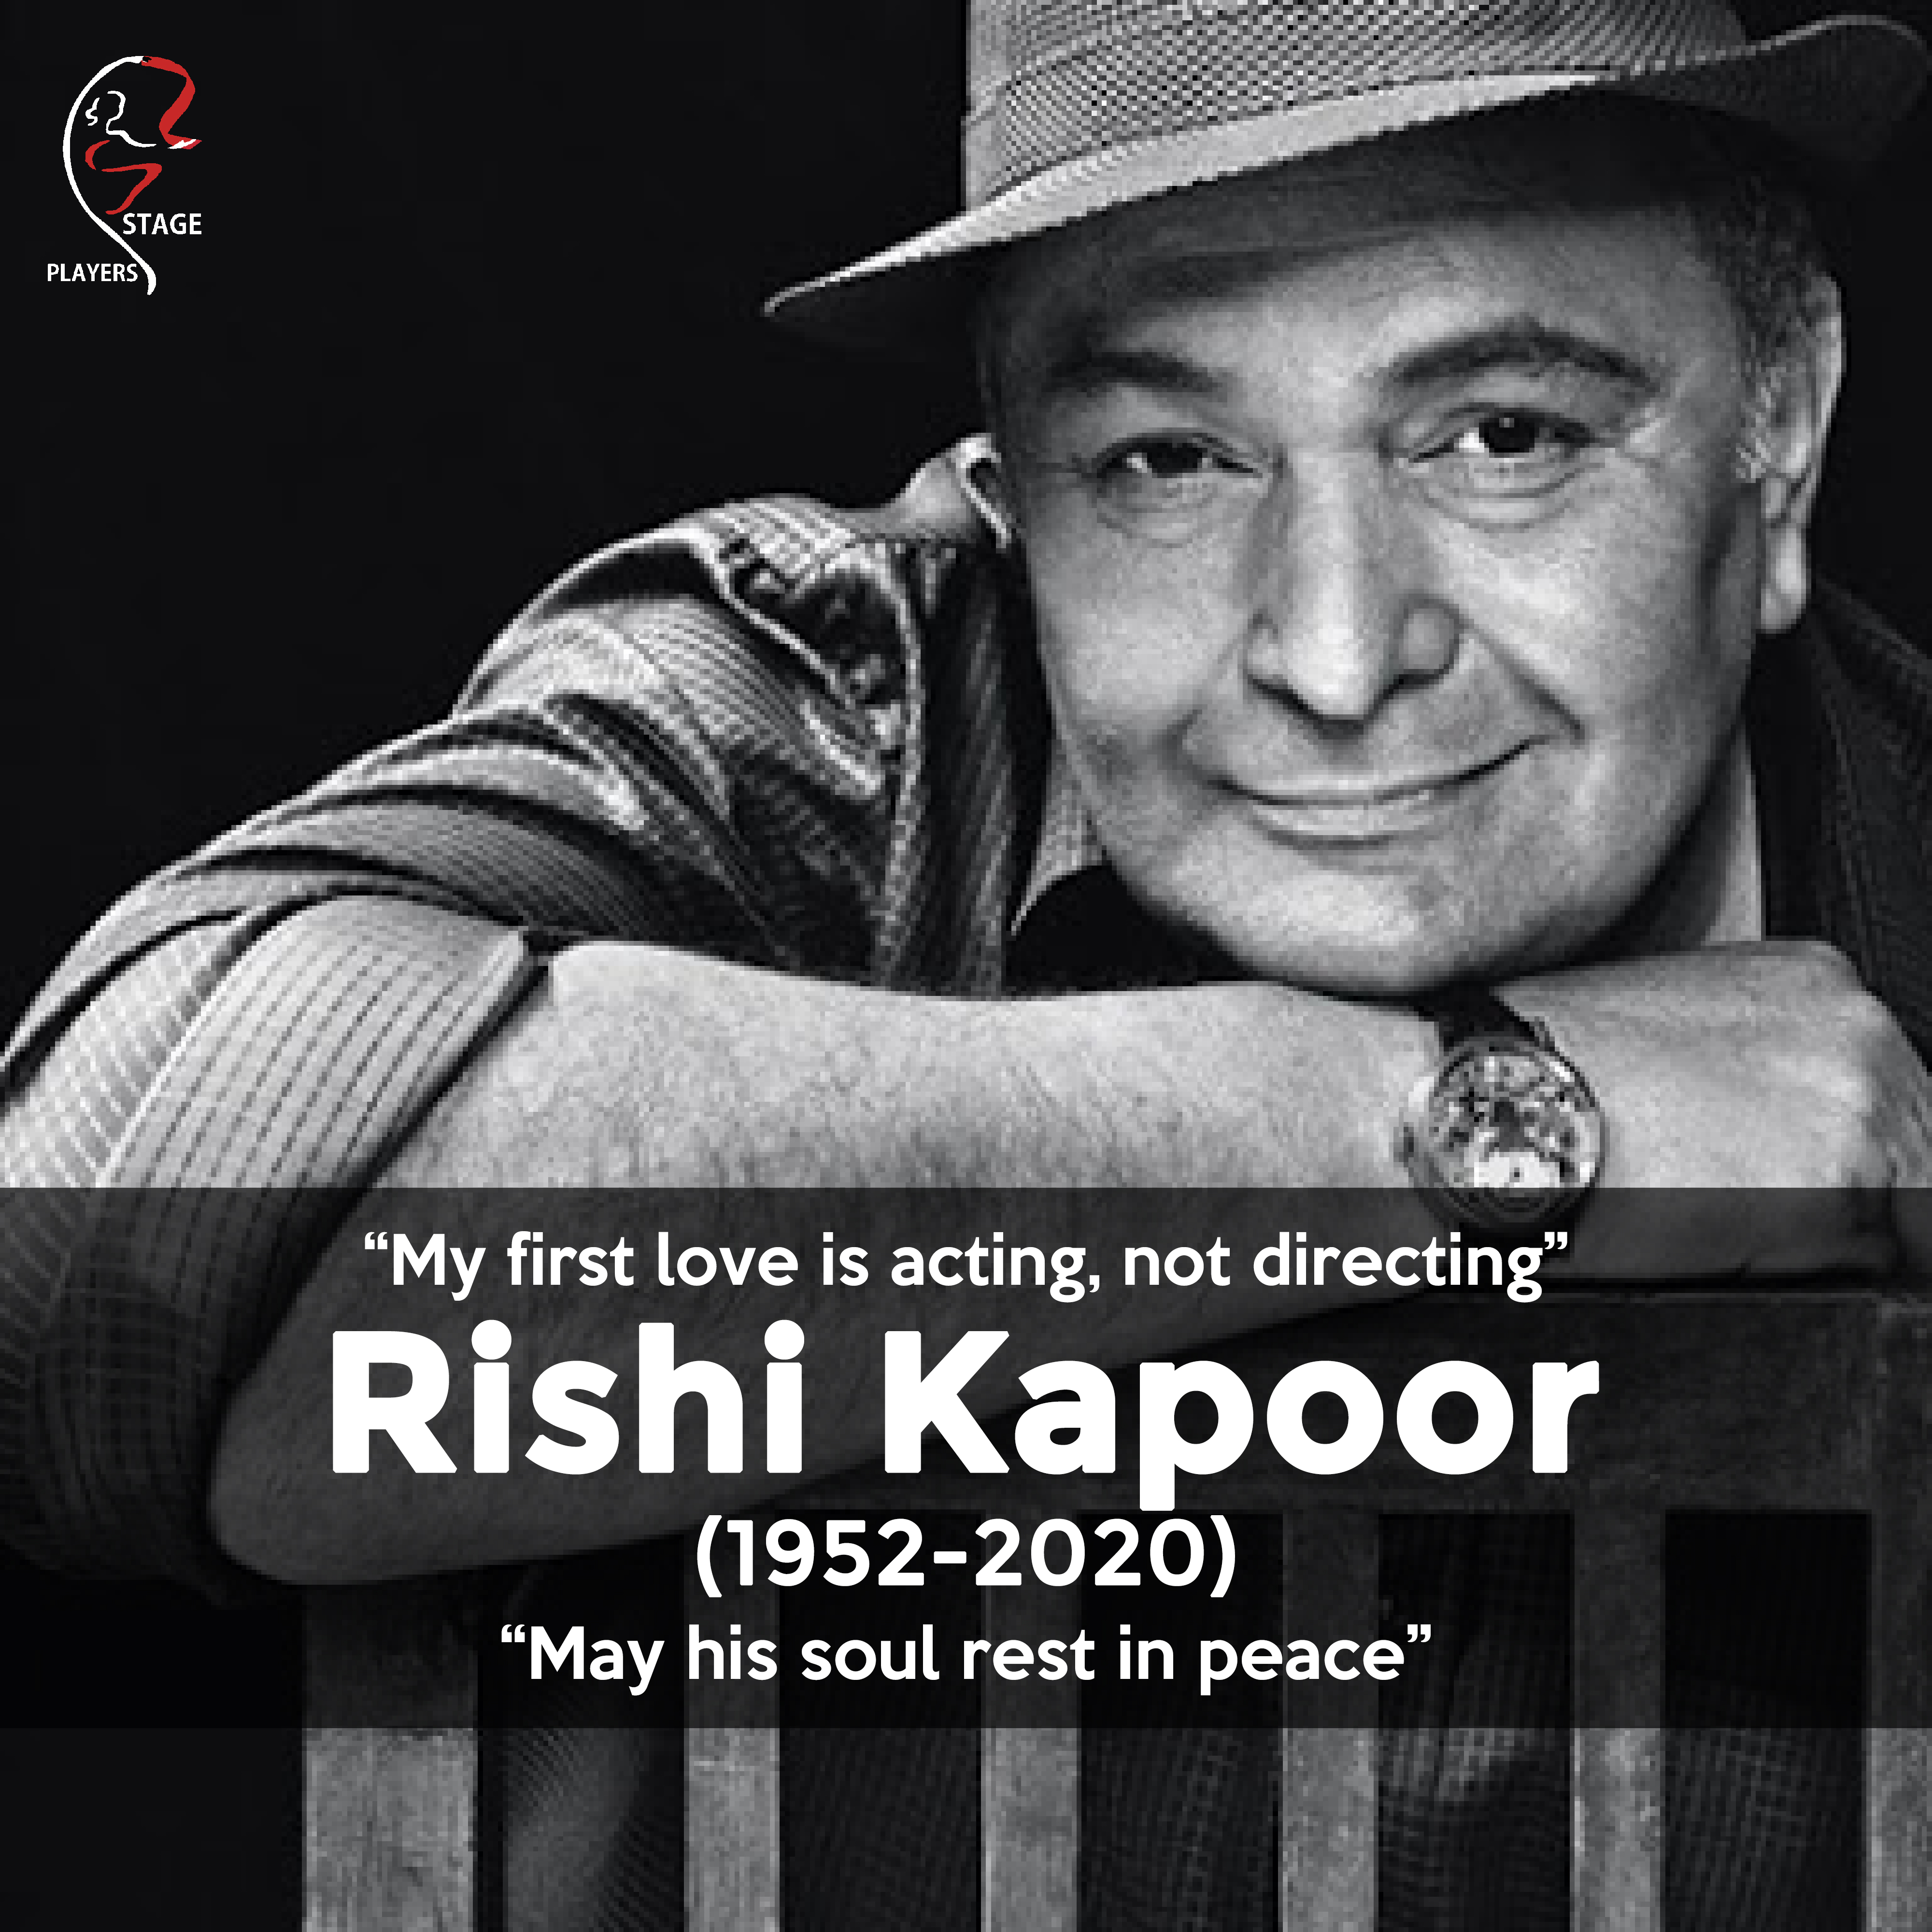 STAGE
PLAYERS
“My first love is acting, not directing”
Rishi Kapoor
(1952-2020)
“May his soul rest in peace”